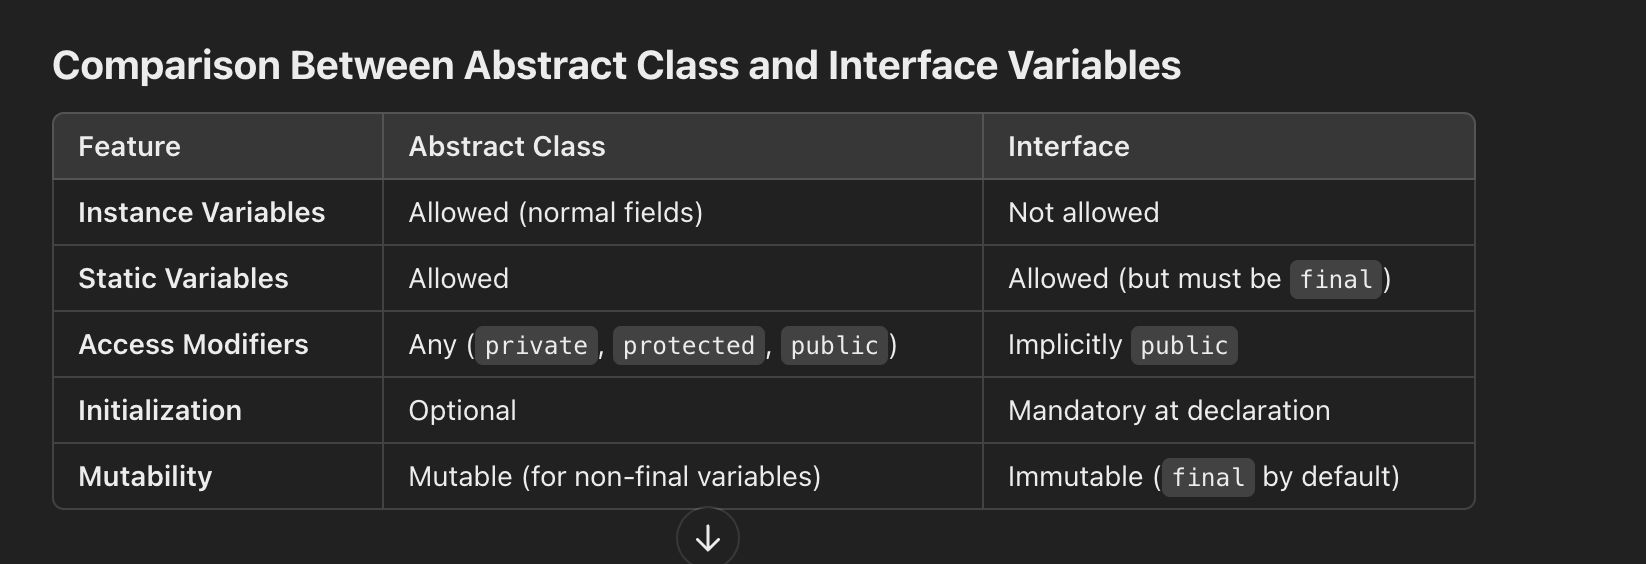 Comparison Between Abstract Class and Interface Variables
Feature Abstract Class Interface
Instance Variables Allowed (normal fields) Not allowed
Static Variables Allowed Allowed (but must be final)
Access Modifiers Any (private, protected, public) Implicitly public
Initialization Optional Mandatory at declaration
Mutability Mutable (for non-final variables) Immutable (final by default)